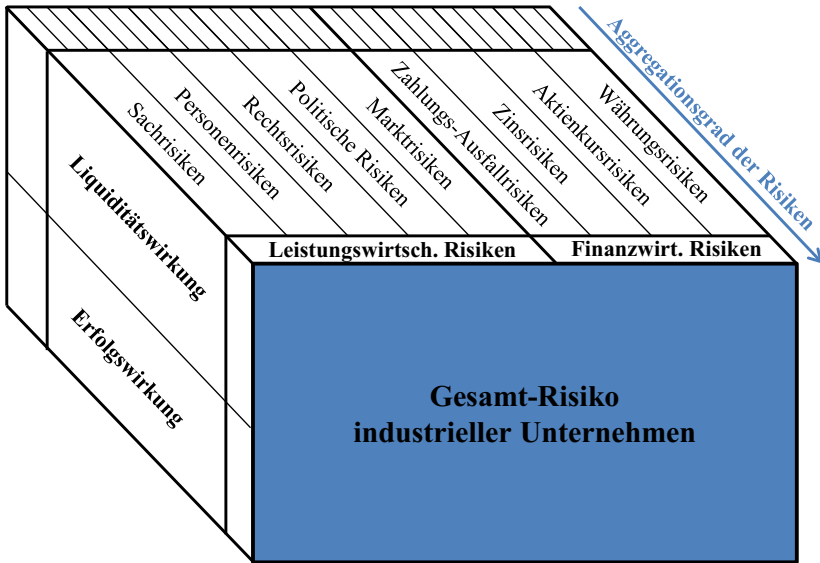 Aggregationsgrad der Risiken
Sachrisiken
Personenrisiken
Rechtsrisiken
Politische Risiken
Marktrisiken
Zahlungs-Ausfallrisiken
Zinsrisiken
Aktienkursrisiken
Währungsrisiken
Liquiditätswirkung
Erfolgswirkung
Leistungswirtsch. Risiken
Finanzwirt. Risiken
Gesamt-Risiko
industrieller Unternehmen